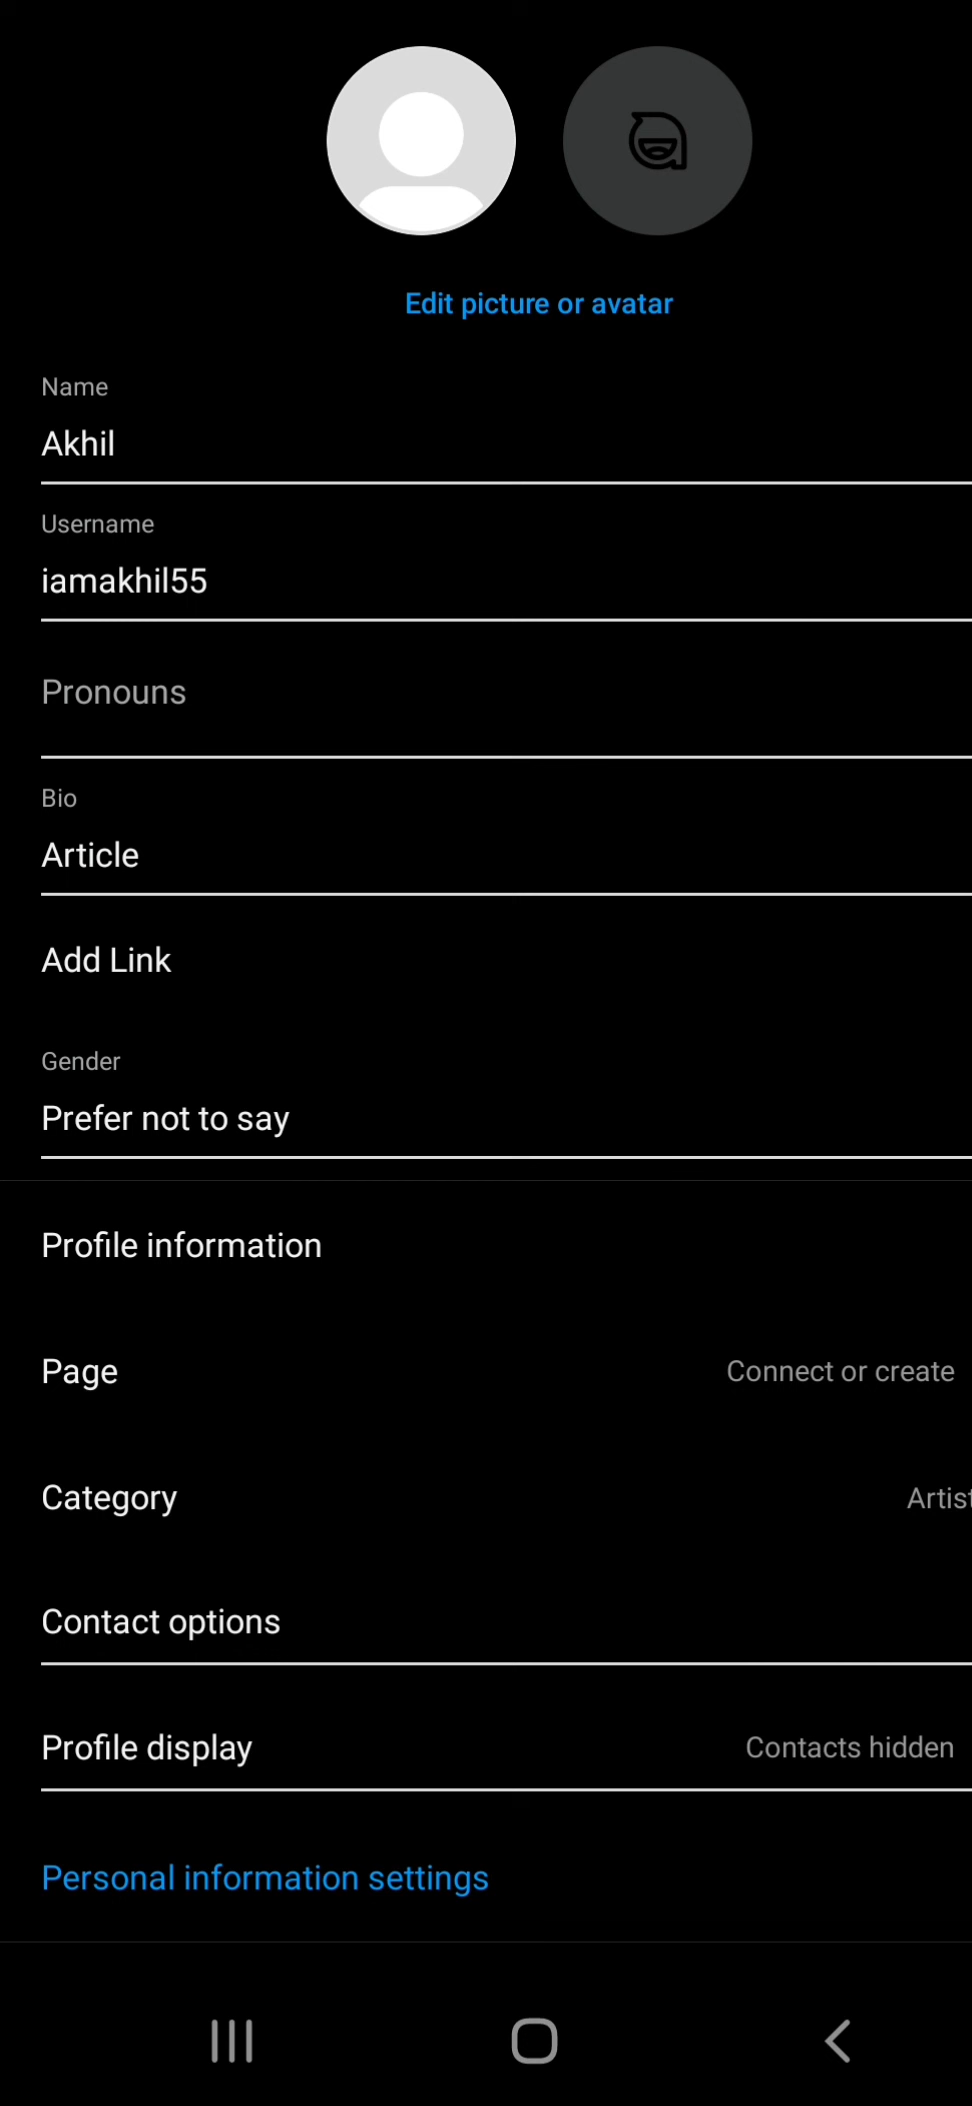 Edit picture or avatar
Name
Akhil
Username
iamakhil55
Pronouns
Bio
Article
Add Link
Gender
Prefer not to say
Profile information
Page Connect or create
Category Artist
Contact options
Profile display Contacts hidden
Personal information settings